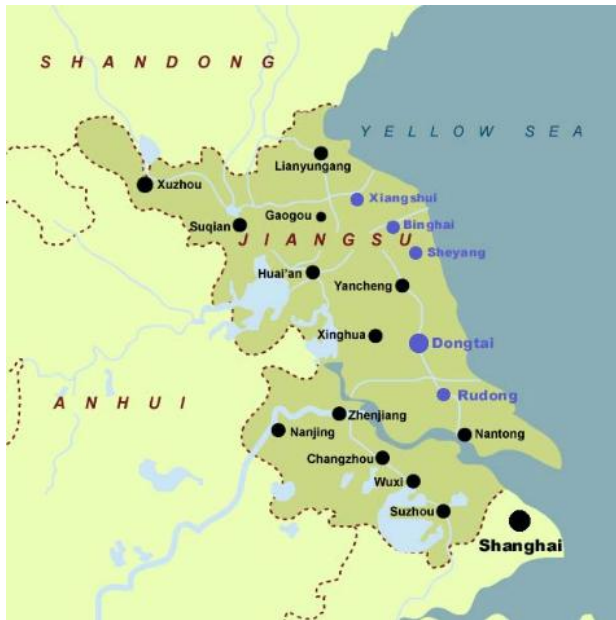 SHANDONG
YELLOW SEA
Lianyungang
Xuzhou
Xiangshui
Gaogou
Suqian
Binghai
JIANGSU
Sheyang
Huai'an
Yancheng
Xinghua
Dongtai
ANHUI
Rudong
Zhenjiang
Nanjing
Nantong
Changzhou
Wuxi
Suzhou
Shanghai